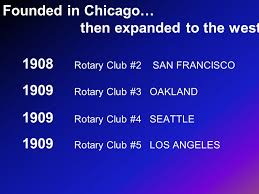 Founded in Chicago…
then expanded to the west
1908 Rotary Club #2 SAN FRANCISCO
1909 Rotary Club #3 OAKLAND
1909 Rotary Club #4 SEATTLE
1909 Rotary Club #5 LOS ANGELES